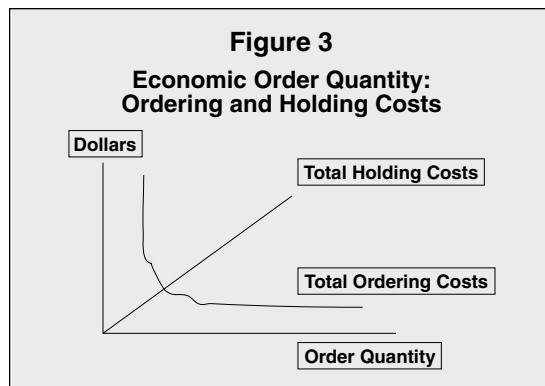 Figure 3
Economic Order Quantity:
Ordering and Holding Costs
Dollars
Total Holding Costs
Total Ordering Costs
Order Quantity